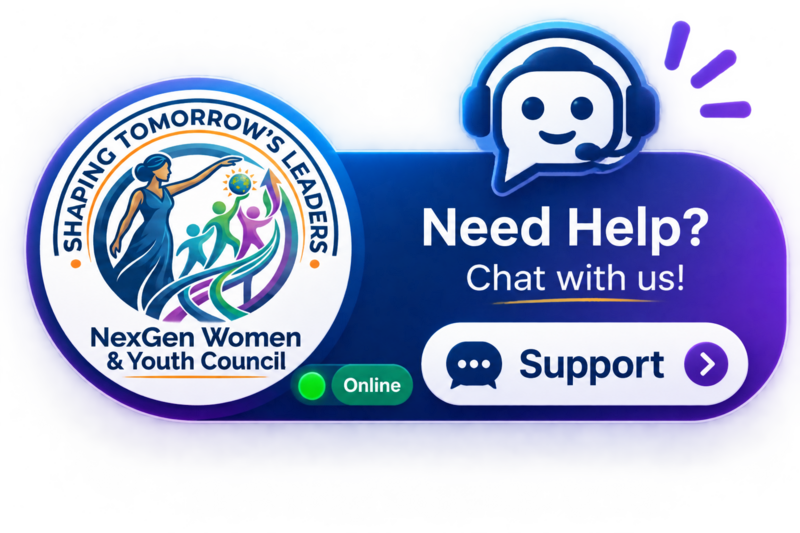 SHAPING TOMORROW'S LEADERS
NexGen Women
& Youth Council
Online
Need Help?
Chat with us!
Support